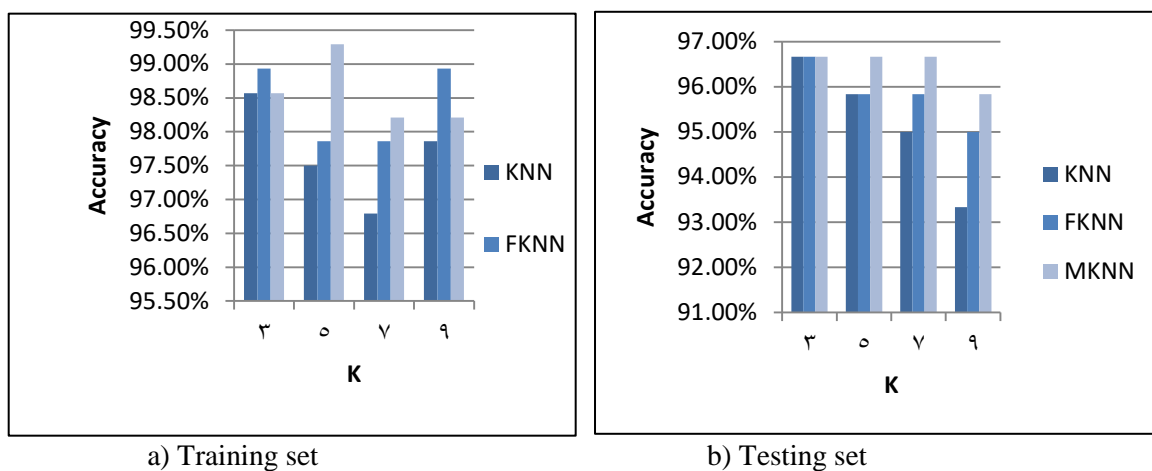 99.50%
99.00%
98.50%
98.00%
97.50%
97.00%
96.50%
96.00%
95.50%
Accuracy
٣ ٥ ٧ ٩
K
KNN
FKNN
a) Training set
97.00%
96.00%
95.00%
94.00%
93.00%
92.00%
91.00%
Accuracy
٣ ٥ ٧ ٩
K
KNN
FKNN
MKNN
b) Testing set